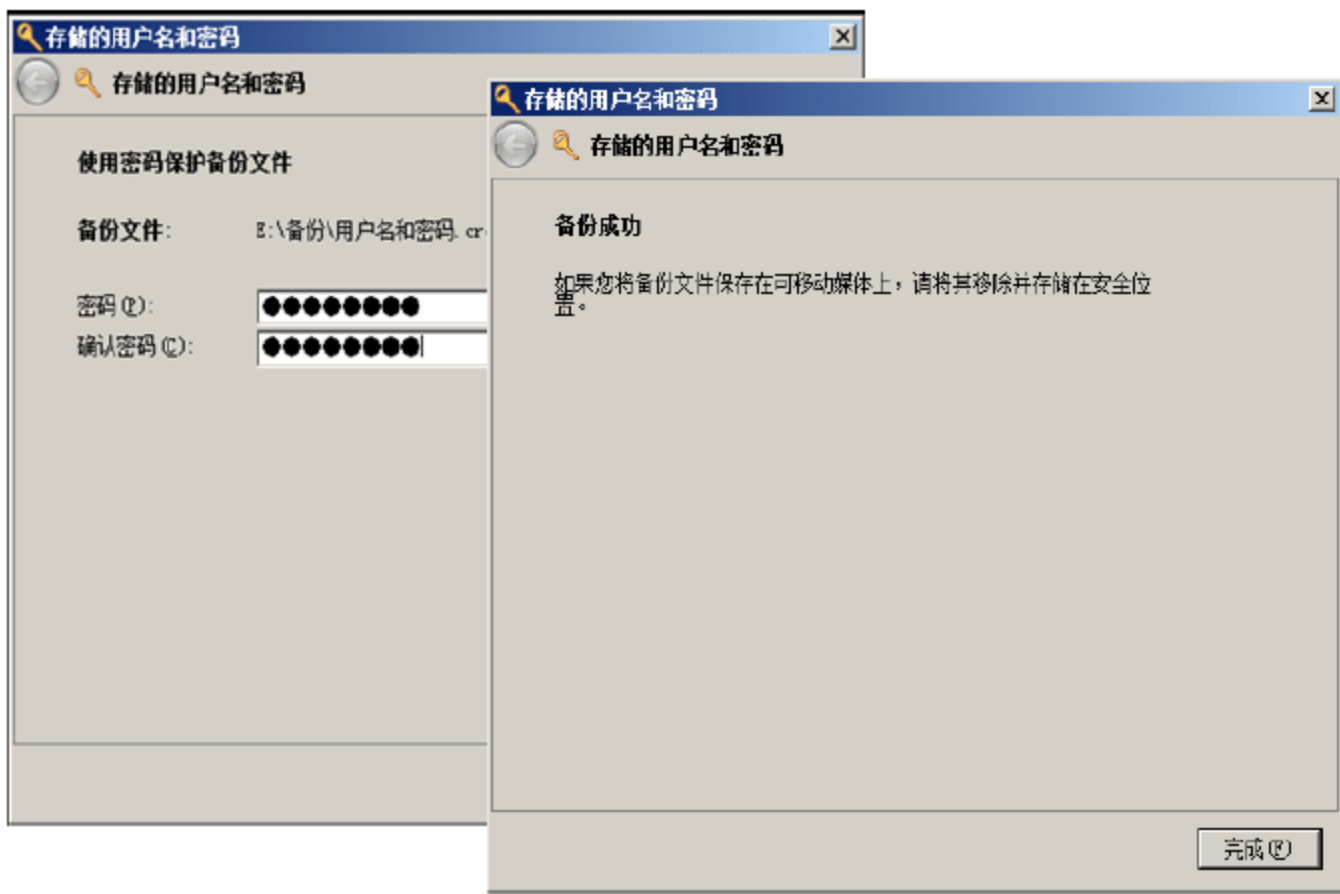 存储的用户名和密码
存储的用户名和密码
使用密码保护备份文件
备份文件: E:\备份\用户名和密码.cr
密码(P): ●●●●●●●●
确认密码(C): ●●●●●●●●
存储的用户名和密码
存储的用户名和密码
备份成功
如果您将备份文件保存在可移动媒体上，请将其移除并存储在安全位
置。
完成(F)